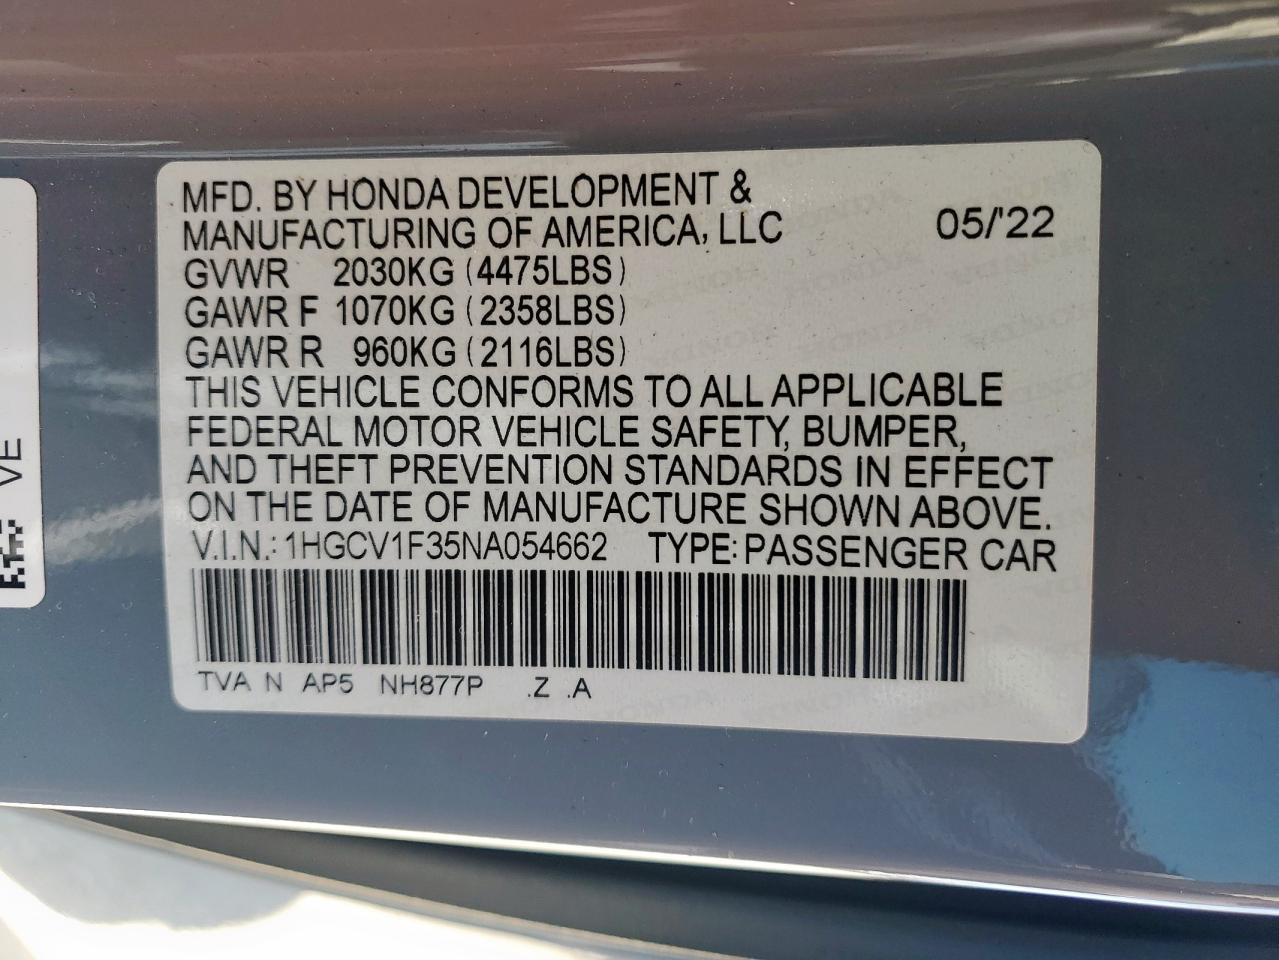 MFD. BY HONDA DEVELOPMENT &
MANUFACTURING OF AMERICA, LLC 05/'22
GVWR 2030KG (4475LBS)
GAWR F 1070KG (2358LBS)
GAWR R 960KG (2116LBS)
THIS VEHICLE CONFORMS TO ALL APPLICABLE
FEDERAL MOTOR VEHICLE SAFETY, BUMPER,
AND THEFT PREVENTION STANDARDS IN EFFECT
ON THE DATE OF MANUFACTURE SHOWN ABOVE.
V.I.N.: 1HGCV1F35NA054662 TYPE: PASSENGER CAR
TVA N AP5 NH877P .Z .A
VE